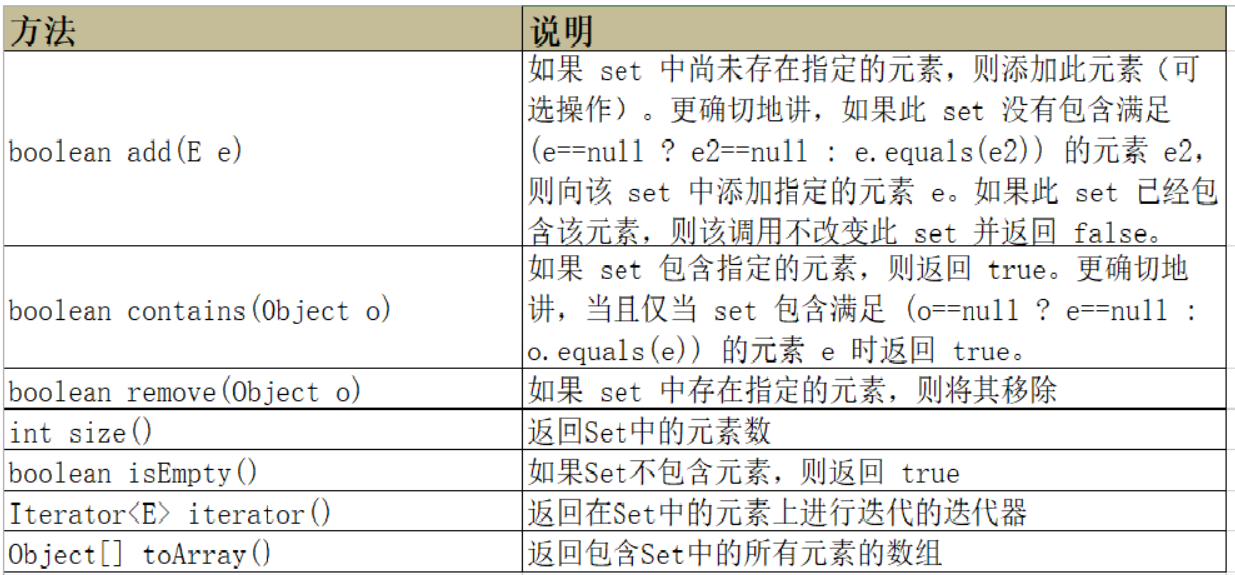 方法
说明
boolean add(E e)
如果 set 中尚未存在指定的元素，则添加此元素（可
选操作）。更确切地讲，如果此 set 没有包含满足
(e==null ? e2==null : e.equals(e2)) 的元素 e2，
则向该 set 中添加指定的元素 e。如果此 set 已经包
含该元素，则该调用不改变此 set 并返回 false。
boolean contains(Object o)
如果 set 包含指定的元素，则返回 true。更确切地
讲，当且仅当 set 包含满足 (o==null ? e==null :
o.equals(e)) 的元素 e 时返回 true。
boolean remove(Object o)
如果 set 中存在指定的元素，则将其移除
int size()
返回Set中的元素数
boolean isEmpty()
如果Set不包含元素，则返回 true
Iterator<E> iterator()
返回在Set中的元素上进行迭代的迭代器
Object[] toArray()
返回包含Set中的所有元素的数组